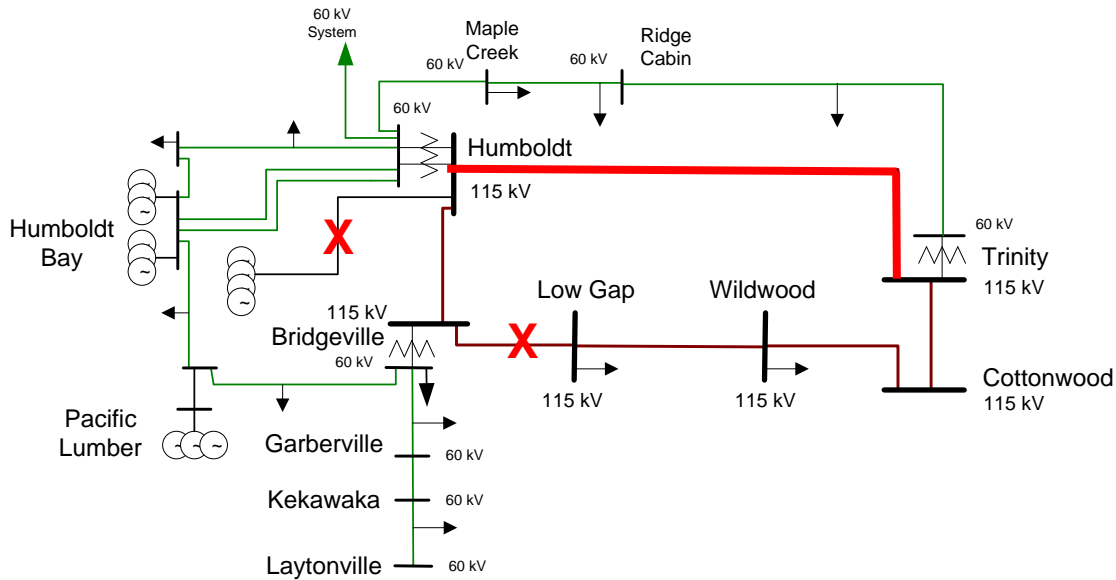 60 kV
System
Maple
Creek
60 kV
Ridge
Cabin
60 kV
60 kV
Humboldt
115 kV
X
Humboldt
Bay
~
~
~
~
60 kV
Trinity
115 kV
Low Gap
115 kV
Wildwood
115 kV
115 kV
Bridgeville
60 kV
X
Cottonwood
115 kV
Pacific
Lumber
~ ~ ~
Garberville
60 kV
Kekawaka
60 kV
Laytonville
60 kV